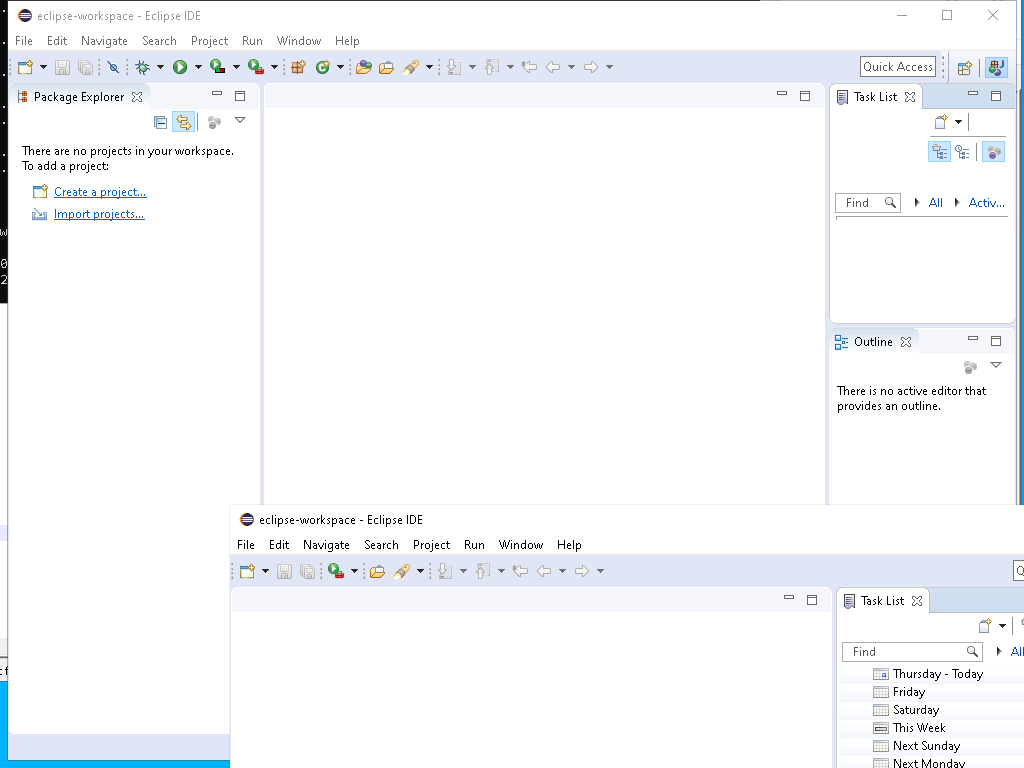 eclipse-workspace - Eclipse IDE
File Edit Navigate Search Project Run Window Help
Quick Access
Package Explorer
Task List
There are no projects in your workspace.
To add a project:
Create a project...
Import projects...
Find All Activ...
Outline
There is no active editor that
provides an outline.
eclipse-workspace - Eclipse IDE
File Edit Navigate Search Project Run Window Help
Task List
Find All
Thursday - Today
Friday
Saturday
This Week
Next Sunday
Next Monday